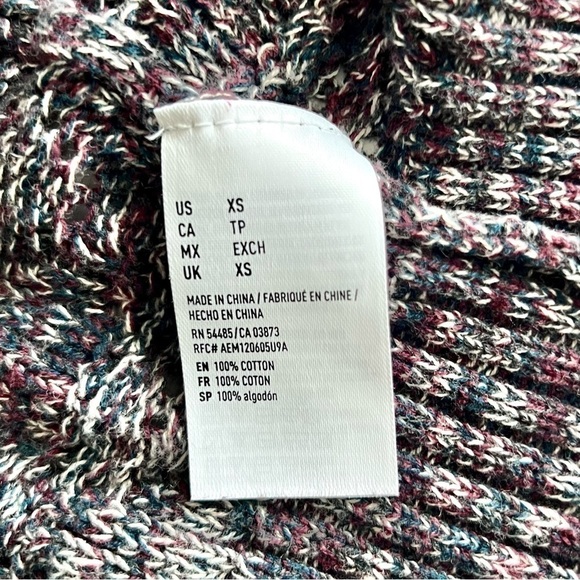 US XS
CA TP
MX EXCH
UK XS
MADE IN CHINA / FABRIQUÉ EN CHINE /
HECHO EN CHINA
RN 54485/CA 03873
RFC# AEM120605U9A
EN 100% COTTON
FR 100% COTON
SP 100% algodón